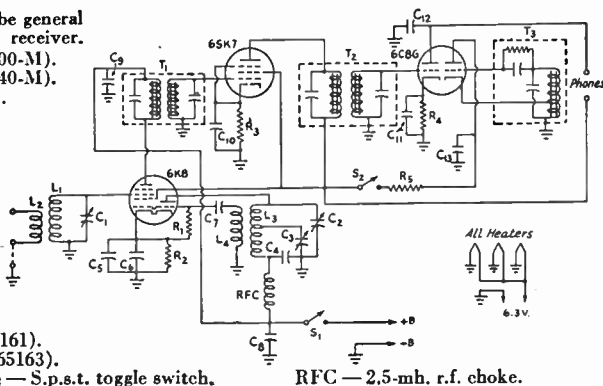 be general
receiver.
00-M).
40-M).
.
C9
T1
6SK7
C10
R3
T2
C12
6C8G
T3
Phones
C11
R4
C13
S2
R5
6K8
L2
L1
C1
C5
C6
R1
R2
C7
L4
L3
C3
C4
C2
RFC
C8
S1
+B
-B
All Heaters
6.3 V.
161).
65163).
— S.p.s.t. toggle switch.
RFC — 2.5-mh. r.f. choke.